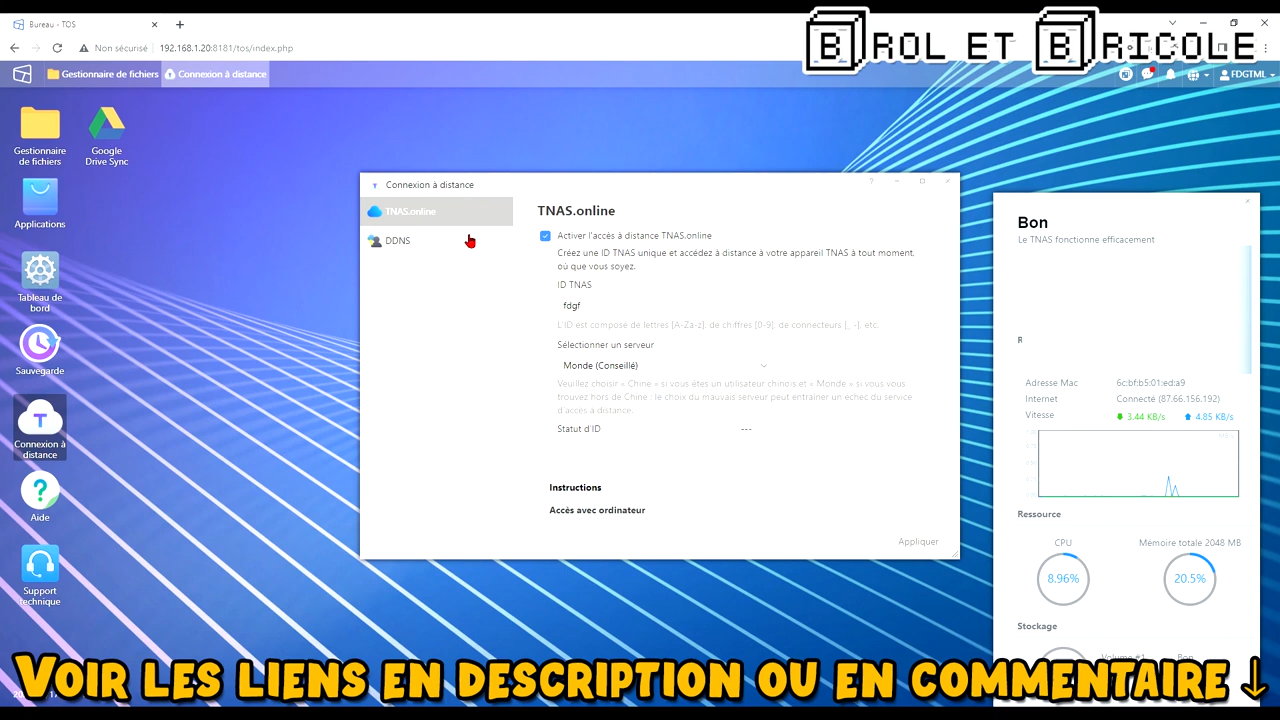 Bureau - TOS
BROL ET BRICOLE
Non sécurisé
192.168.1.20:8181/tos/index.php
Gestionnaire de fichiers
Connexion à distance
FDGTML
Gestionnaire
de fichiers
Google
Drive Sync
Applications
Tableau de
bord
Sauvegarde
Connexion à
distance
Aide
Support
technique
Connexion à distance
TNAS.online
DDNS
TNAS.online
Activer l'accès à distance TNAS.online
Créez une ID TNAS unique et accédez à distance à votre appareil TNAS à tout moment,
où que vous soyez.
ID TNAS
fdgf
L'ID est composé de lettres [A-Za-z], de chiffres [0-9], de connecteurs [_ -], etc.
Sélectionner un serveur
Monde (Conseillé)
Veuillez choisir « Chine » si vous êtes un utilisateur chinois et « Monde » si vous vous
trouvez hors de Chine ; le choix du mauvais serveur peut entraîner un échec du service
d'accès à distance.
Statut d'ID
---
Instructions
Accès avec ordinateur
Appliquer
Bon
Le TNAS fonctionne efficacement
Adresse Mac
6c:bf:b5:01:ed:a9
Internet
Connecté (87.66.156.192)
Vitesse
3.44 KB/s
4.85 KB/s
Ressource
CPU
Mémoire totale 2048 MB
8.96%
20.5%
Stockage
Volume #1
Bon
Voir les liens en description ou en commentaire ↓